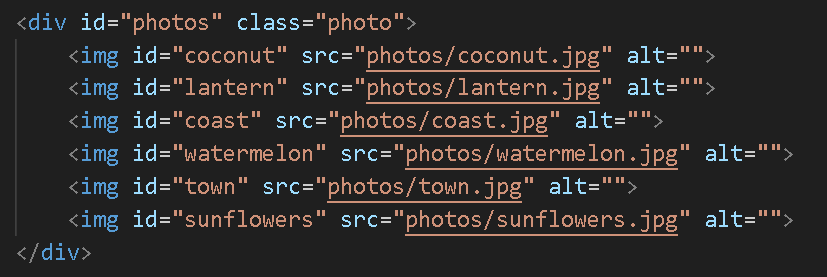 <div id="photos" class="photo">
<img id="coconut" src="photos/coconut.jpg" alt="">
<img id="lantern" src="photos/lantern.jpg" alt="">
<img id="coast" src="photos/coast.jpg" alt="">
<img id="watermelon" src="photos/watermelon.jpg" alt="">
<img id="town" src="photos/town.jpg" alt="">
<img id="sunflowers" src="photos/sunflowers.jpg" alt="">
</div>